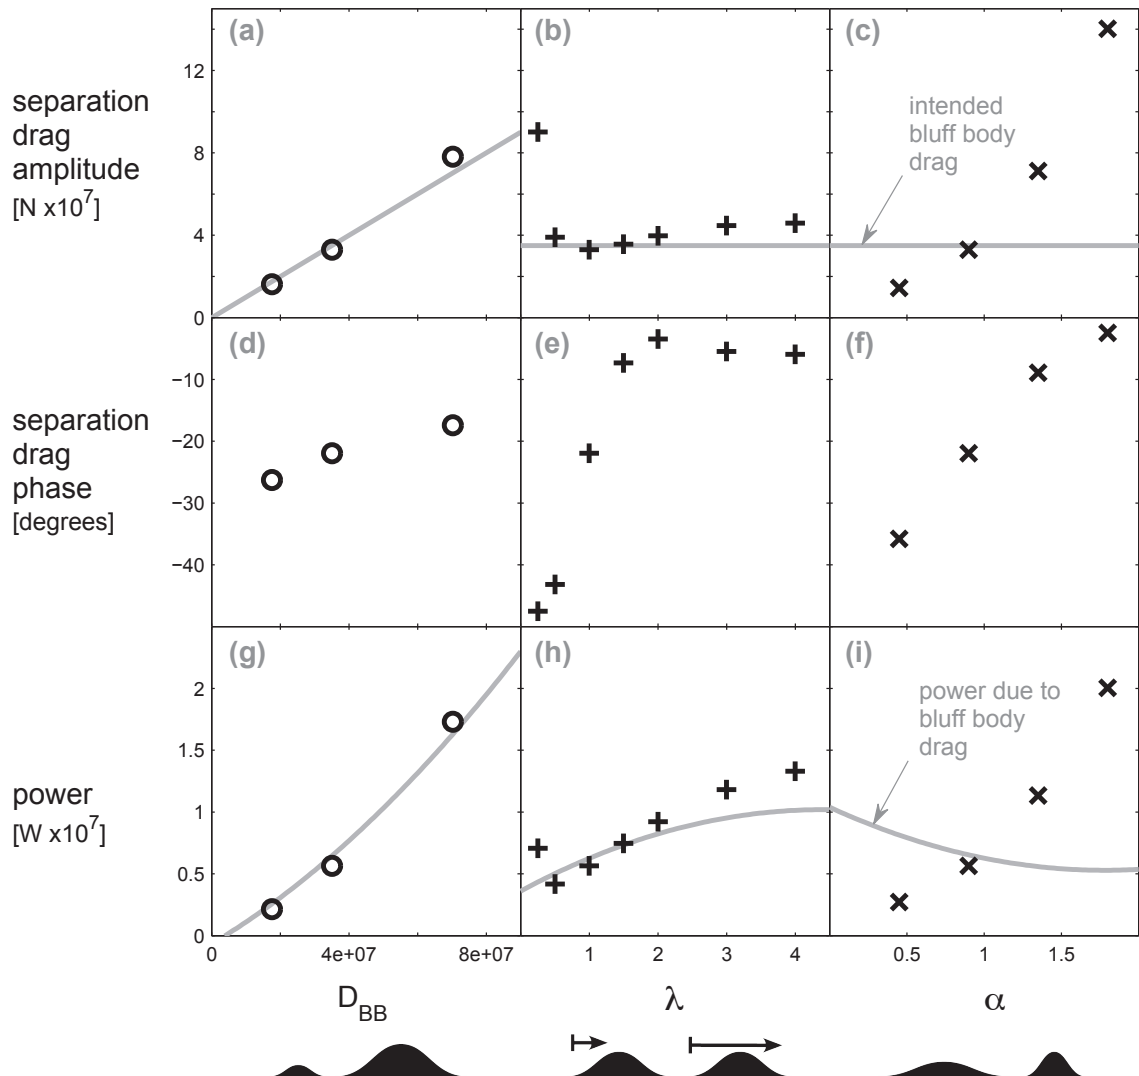 (a)
(b)
(c)
separation
drag
amplitude
[N x10^7]
12
8
4
0
intended
bluff body
drag
(d)
(e)
(f)
separation
drag
phase
[degrees]
−10
−20
−30
−40
(g)
(h)
(i)
power
[W x10^7]
2
1.5
1
0.5
0
power due to
bluff body
drag
0 4e+07 8e+07 1 2 3 4 0.5 1 1.5
D_BB λ α